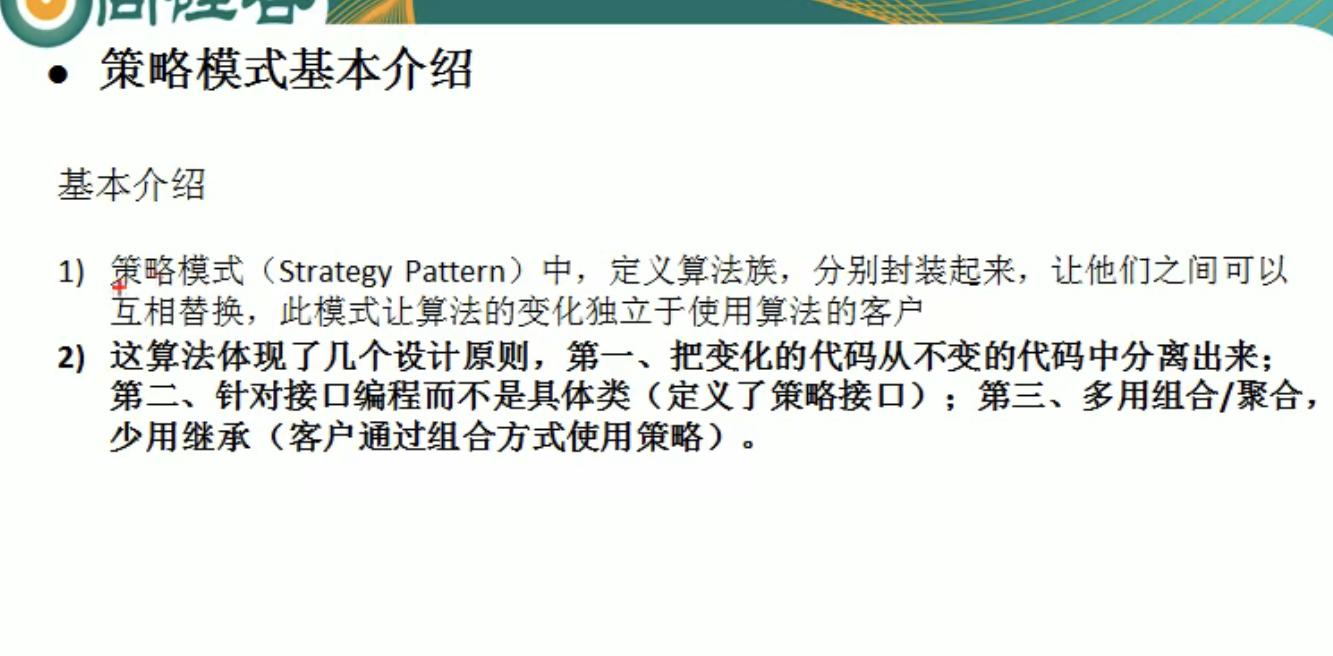 策略模式基本介绍
基本介绍
1) 策略模式（Strategy Pattern）中，定义算法族，分别封装起来，让他们之间可以
互相替换，此模式让算法的变化独立于使用算法的客户
2) 这算法体现了几个设计原则，第一、把变化的代码从不变的代码中分离出来；
第二、针对接口编程而不是具体类（定义了策略接口）；第三、多用组合/聚合，
少用继承（客户通过组合方式使用策略）。